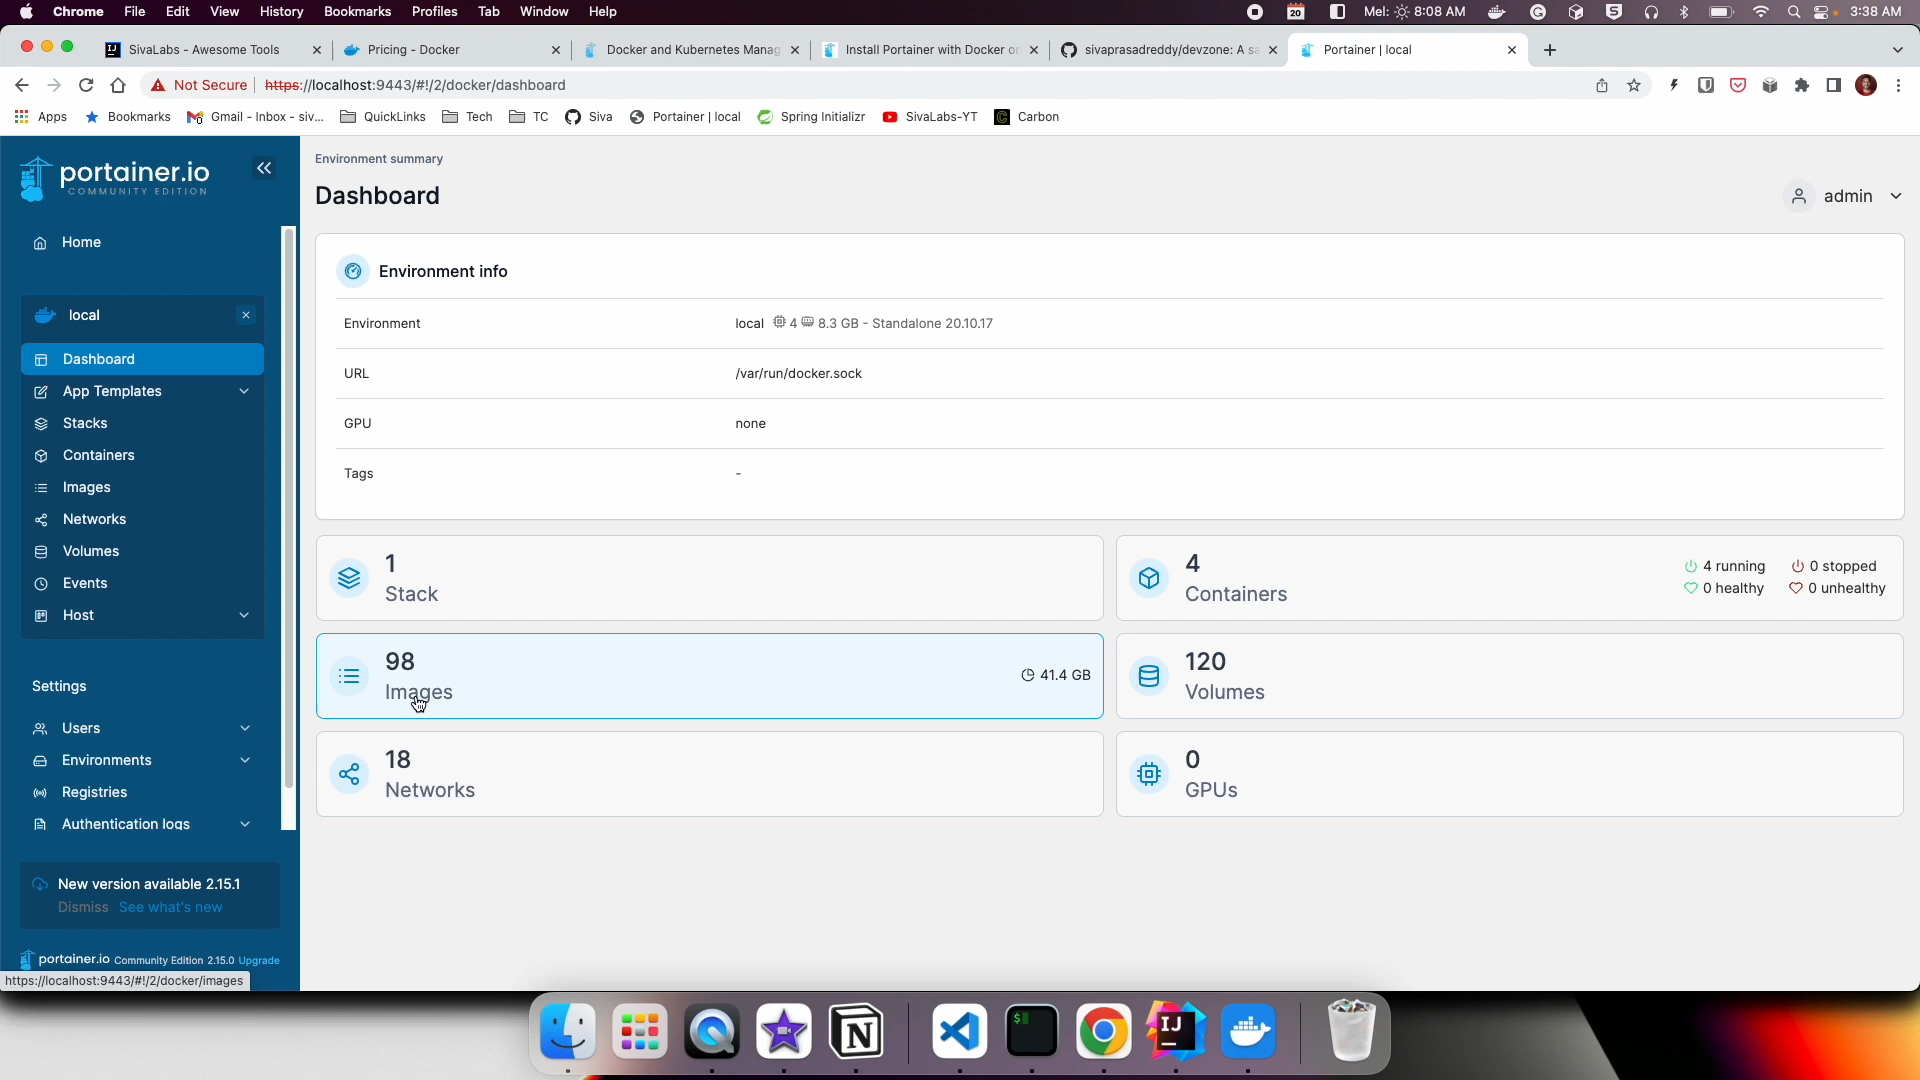 Chrome File Edit View History Bookmarks Profiles Tab Window Help
20
5
Mel: 8:08 AM
3:38 AM
SivaLabs - Awesome Tools
Pricing - Docker
Docker and Kubernetes Manag
Install Portainer with Docker or
sivaprasadreddy/devzone: A sa
Portainer | local
Not Secure https://localhost:9443/#!/2/docker/dashboard
Apps Bookmarks Gmail - Inbox - siv... QuickLinks Tech TC Siva Portainer | local Spring Initializr SivaLabs-YT Carbon
portainer.io
COMMUNITY EDITION
Home
local
Dashboard
App Templates
Stacks
Containers
Images
Networks
Volumes
Events
Host
Settings
Users
Environments
Registries
Authentication logs
New version available 2.15.1
Dismiss See what's new
portainer.io Community Edition 2.15.0 Upgrade
https://localhost:9443/#!/2/docker/images
Environment summary
Dashboard
admin
Environment info
Environment local 4 8.3 GB - Standalone 20.10.17
URL /var/run/docker.sock
GPU none
Tags -
1
Stack
4
Containers
4 running 0 stopped
0 healthy 0 unhealthy
98
Images
41.4 GB
120
Volumes
18
Networks
0
GPUs
N
$
IJ